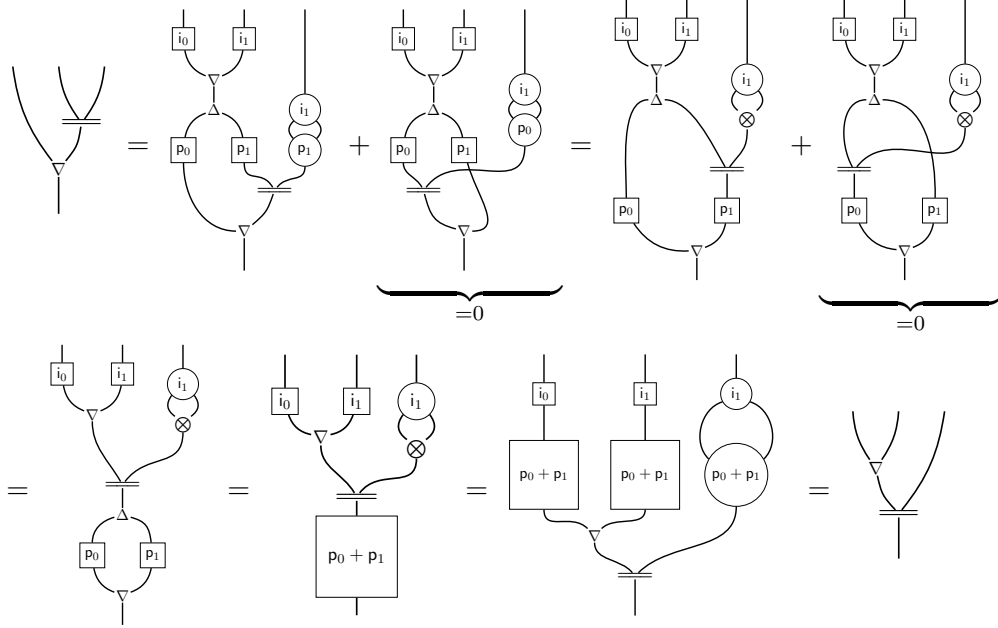 i₀ i₁ i₀ i₁ i₀ i₁ i₀ i₁
∇ ∇ i₁ ∇ i₁ ∇ i₁
i₁ △ △ △ ⊗ △ ⊗
= p₀ p₁ p₁ + p₀ p₁ p₀ = +
∇ p₀ p₁ p₀ p₁
∇ ∇ ∇ ∇
=0 =0
i₀ i₁ i₁ i₀ i₁ i₁ i₀ i₁ i₁
∇ ⊗ ∇ ⊗
= = = p₀ + p₁ p₀ + p₁ p₀ + p₁ = ∇
△ ∇
p₀ p₁ p₀ + p₁
∇